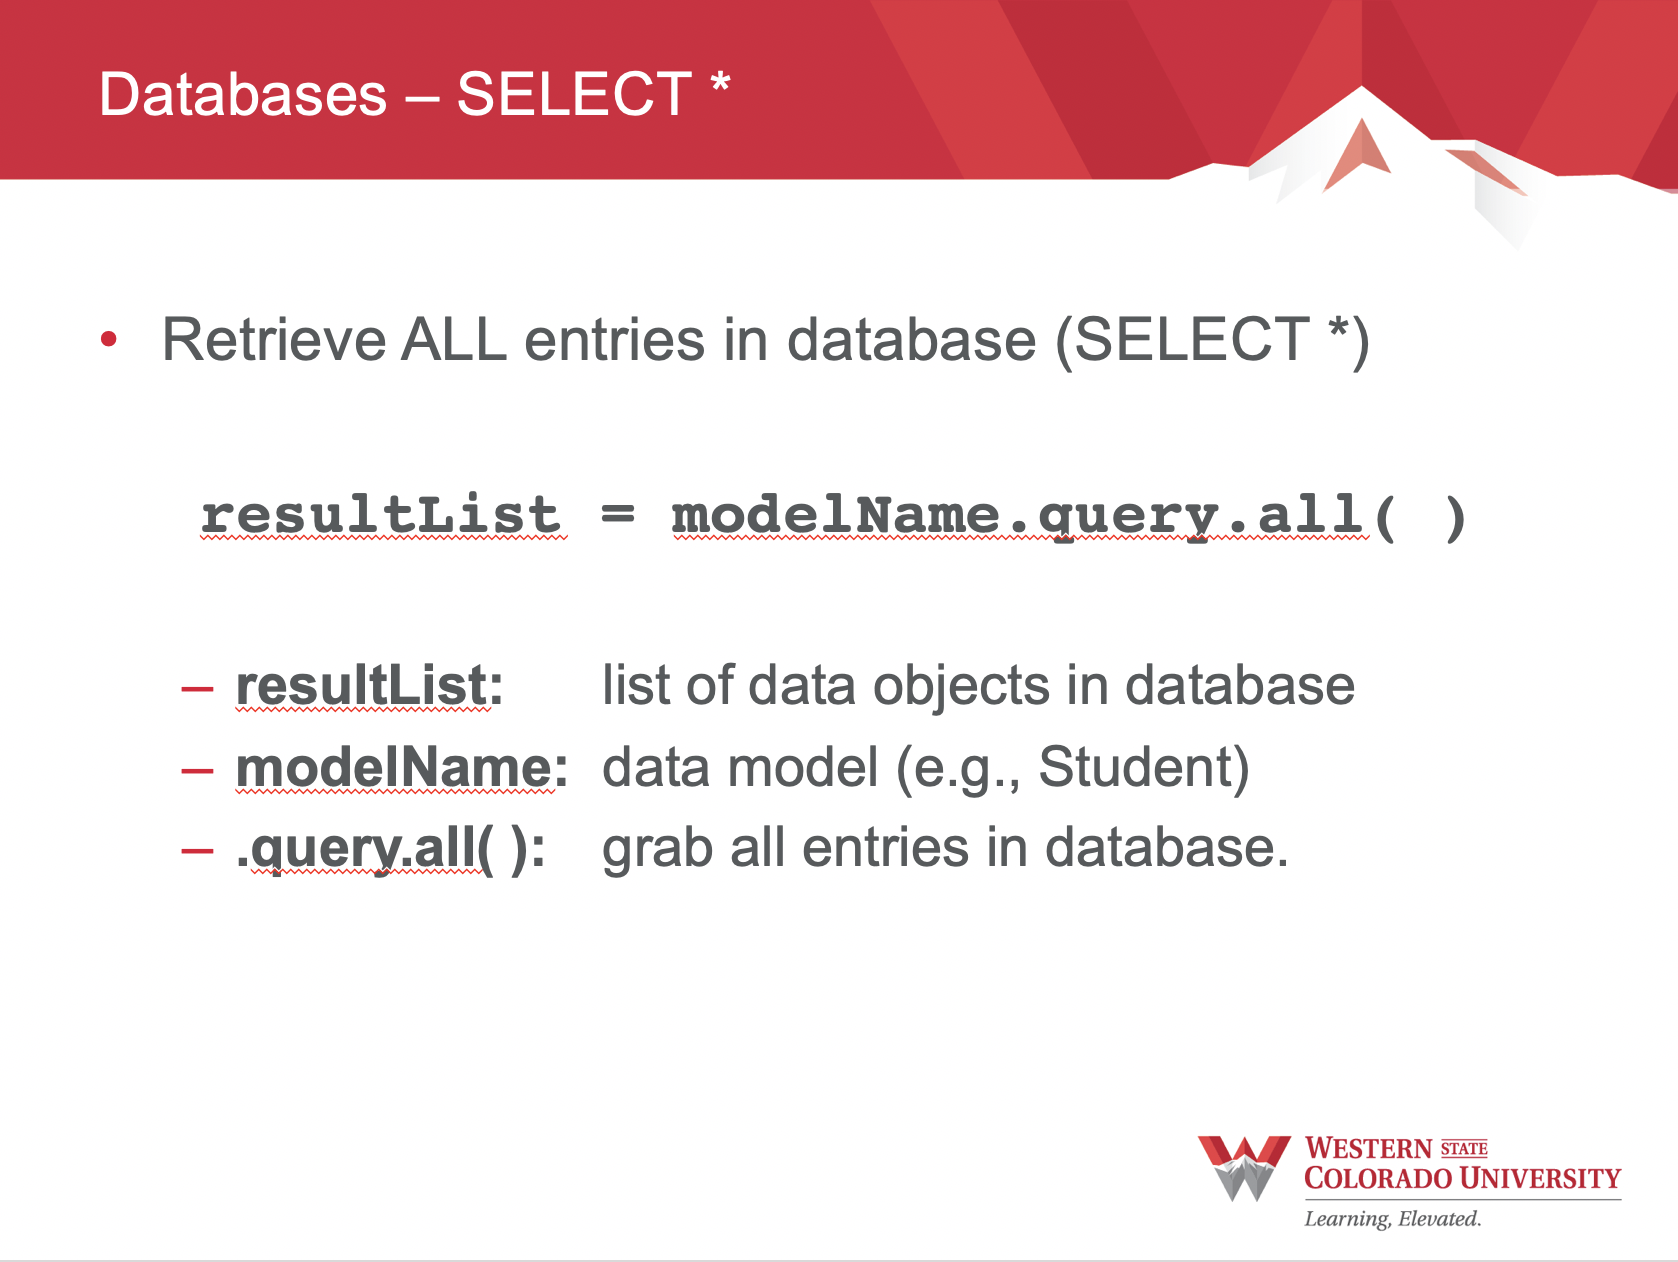 Databases – SELECT *
• Retrieve ALL entries in database (SELECT *)
resultList = modelName.query.all( )
– resultList: list of data objects in database
– modelName: data model (e.g., Student)
– .query.all( ): grab all entries in database.
WESTERN STATE
COLORADO UNIVERSITY
Learning, Elevated.